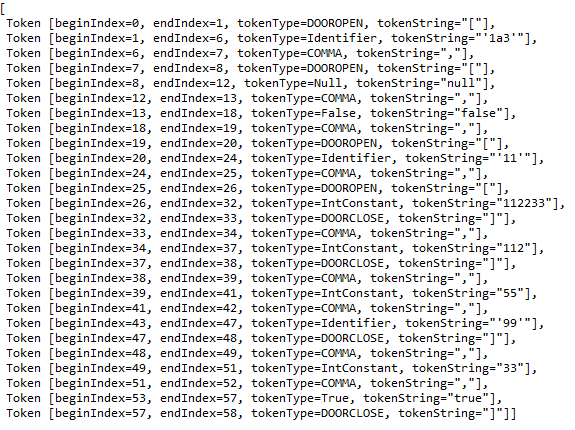 [
Token [beginIndex=0, endIndex=1, tokenType=DOOROPEN, tokenString="["],
Token [beginIndex=1, endIndex=6, tokenType=Identifier, tokenString="'1a3'"],
Token [beginIndex=6, endIndex=7, tokenType=COMMA, tokenString=","],
Token [beginIndex=7, endIndex=8, tokenType=DOOROPEN, tokenString="["],
Token [beginIndex=8, endIndex=12, tokenType=Null, tokenString="null"],
Token [beginIndex=12, endIndex=13, tokenType=COMMA, tokenString=","],
Token [beginIndex=13, endIndex=18, tokenType=False, tokenString="false"],
Token [beginIndex=18, endIndex=19, tokenType=COMMA, tokenString=","],
Token [beginIndex=19, endIndex=20, tokenType=DOOROPEN, tokenString="["],
Token [beginIndex=20, endIndex=24, tokenType=Identifier, tokenString="'11'"],
Token [beginIndex=24, endIndex=25, tokenType=COMMA, tokenString=","],
Token [beginIndex=25, endIndex=26, tokenType=DOOROPEN, tokenString="["],
Token [beginIndex=26, endIndex=32, tokenType=IntConstant, tokenString="112233"],
Token [beginIndex=32, endIndex=33, tokenType=DOORCLOSE, tokenString="]"],
Token [beginIndex=33, endIndex=34, tokenType=COMMA, tokenString=","],
Token [beginIndex=34, endIndex=37, tokenType=IntConstant, tokenString="112"],
Token [beginIndex=37, endIndex=38, tokenType=DOORCLOSE, tokenString="]"],
Token [beginIndex=38, endIndex=39, tokenType=COMMA, tokenString=","],
Token [beginIndex=39, endIndex=41, tokenType=IntConstant, tokenString="55"],
Token [beginIndex=41, endIndex=42, tokenType=COMMA, tokenString=","],
Token [beginIndex=43, endIndex=47, tokenType=Identifier, tokenString="'99'"],
Token [beginIndex=47, endIndex=48, tokenType=DOORCLOSE, tokenString="]"],
Token [beginIndex=48, endIndex=49, tokenType=COMMA, tokenString=","],
Token [beginIndex=49, endIndex=51, tokenType=IntConstant, tokenString="33"],
Token [beginIndex=51, endIndex=52, tokenType=COMMA, tokenString=","],
Token [beginIndex=53, endIndex=57, tokenType=True, tokenString="true"],
Token [beginIndex=57, endIndex=58, tokenType=DOORCLOSE, tokenString="]"]]